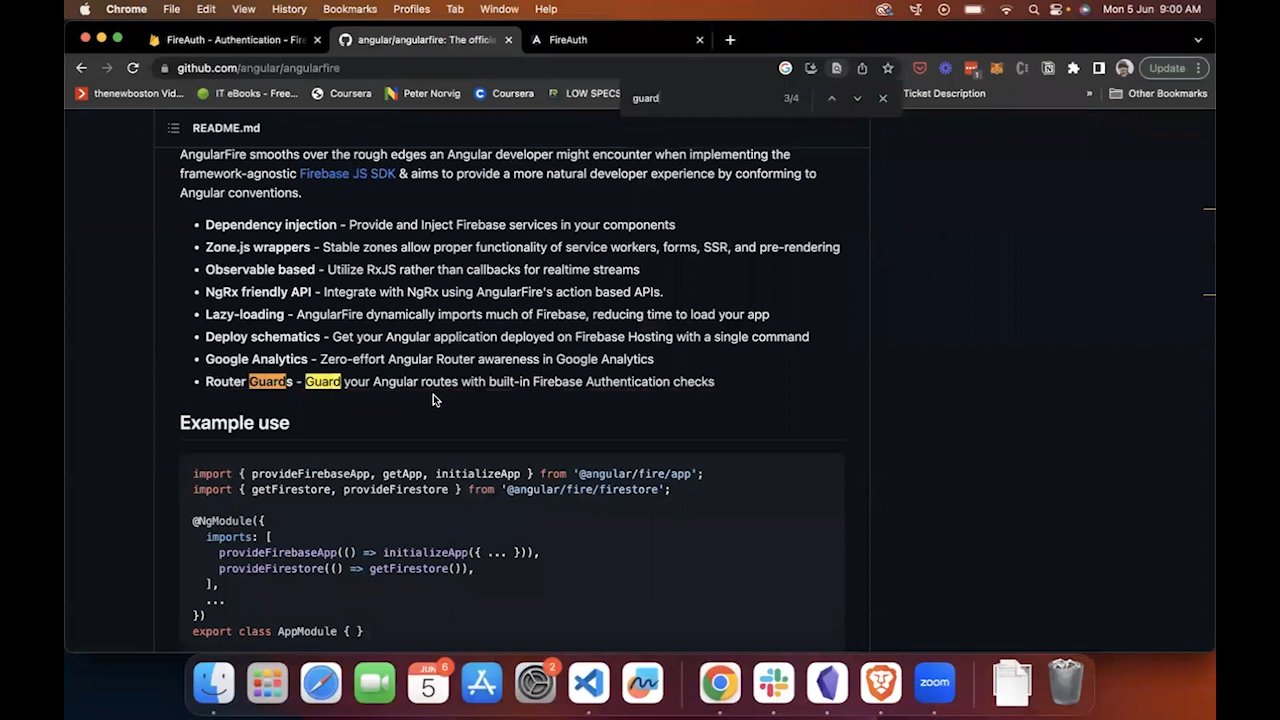 Chrome File Edit View History Bookmarks Profiles Tab Window Help Mon 5 Jun 9:00 AM
FireAuth - Authentication - Fire angular/angularfire: The offici FireAuth
github.com/angular/angularfire Update
thenewboston Vid... IT eBooks - Free... Coursera Peter Norvig Coursera LOW SPECS Ticket Description » Other Bookmarks
guard 3/4
README.md
AngularFire smooths over the rough edges an Angular developer might encounter when implementing the
framework-agnostic Firebase JS SDK & aims to provide a more natural developer experience by conforming to
Angular conventions.
• Dependency injection - Provide and Inject Firebase services in your components
• Zone.js wrappers - Stable zones allow proper functionality of service workers, forms, SSR, and pre-rendering
• Observable based - Utilize RxJS rather than callbacks for realtime streams
• NgRx friendly API - Integrate with NgRx using AngularFire's action based APIs.
• Lazy-loading - AngularFire dynamically imports much of Firebase, reducing time to load your app
• Deploy schematics - Get your Angular application deployed on Firebase Hosting with a single command
• Google Analytics - Zero-effort Angular Router awareness in Google Analytics
• Router Guards - Guard your Angular routes with built-in Firebase Authentication checks
Example use
import { provideFirebaseApp, getApp, initializeApp } from '@angular/fire/app';
import { getFirestore, provideFirestore } from '@angular/fire/firestore';
@NgModule({
imports: [
provideFirebaseApp(() => initializeApp({ ... })),
provideFirestore(() => getFirestore()),
],
...
})
export class AppModule { }
JUN 6
5
2
zoom